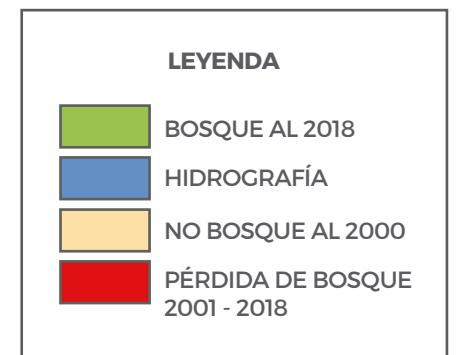 LEYENDA
BOSQUE AL 2018
HIDROGRAFÍA
NO BOSQUE AL 2000
PÉRDIDA DE BOSQUE
2001 - 2018